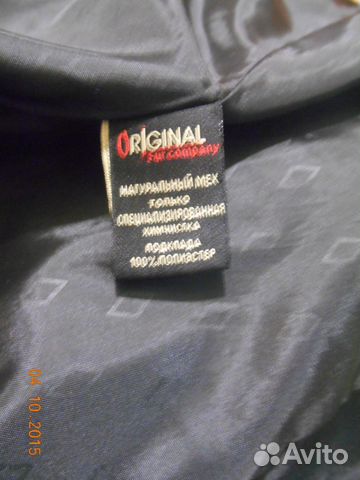 ORIGINAL
fur company
НАТУРАЛЬНЫЙ МЕХ
ТОЛЬКО
СПЕЦИАЛИЗИРОВАННАЯ
ХИМЧИСТКА
ПОДКЛАДА
100% ПОЛИЭСТЕР
04 10 2015
Avito